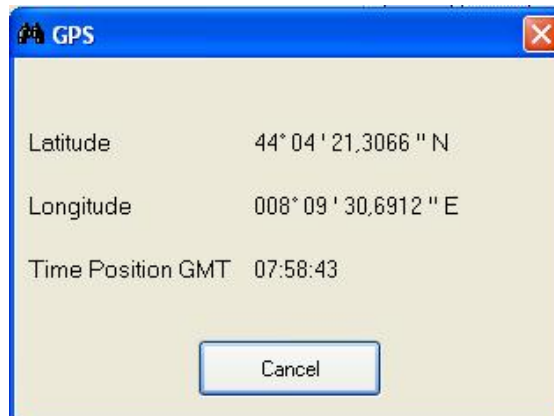 GPS
Latitude 44° 04 ' 21,3066 " N
Longitude 008° 09 ' 30,6912 " E
Time Position GMT 07:58:43
Cancel